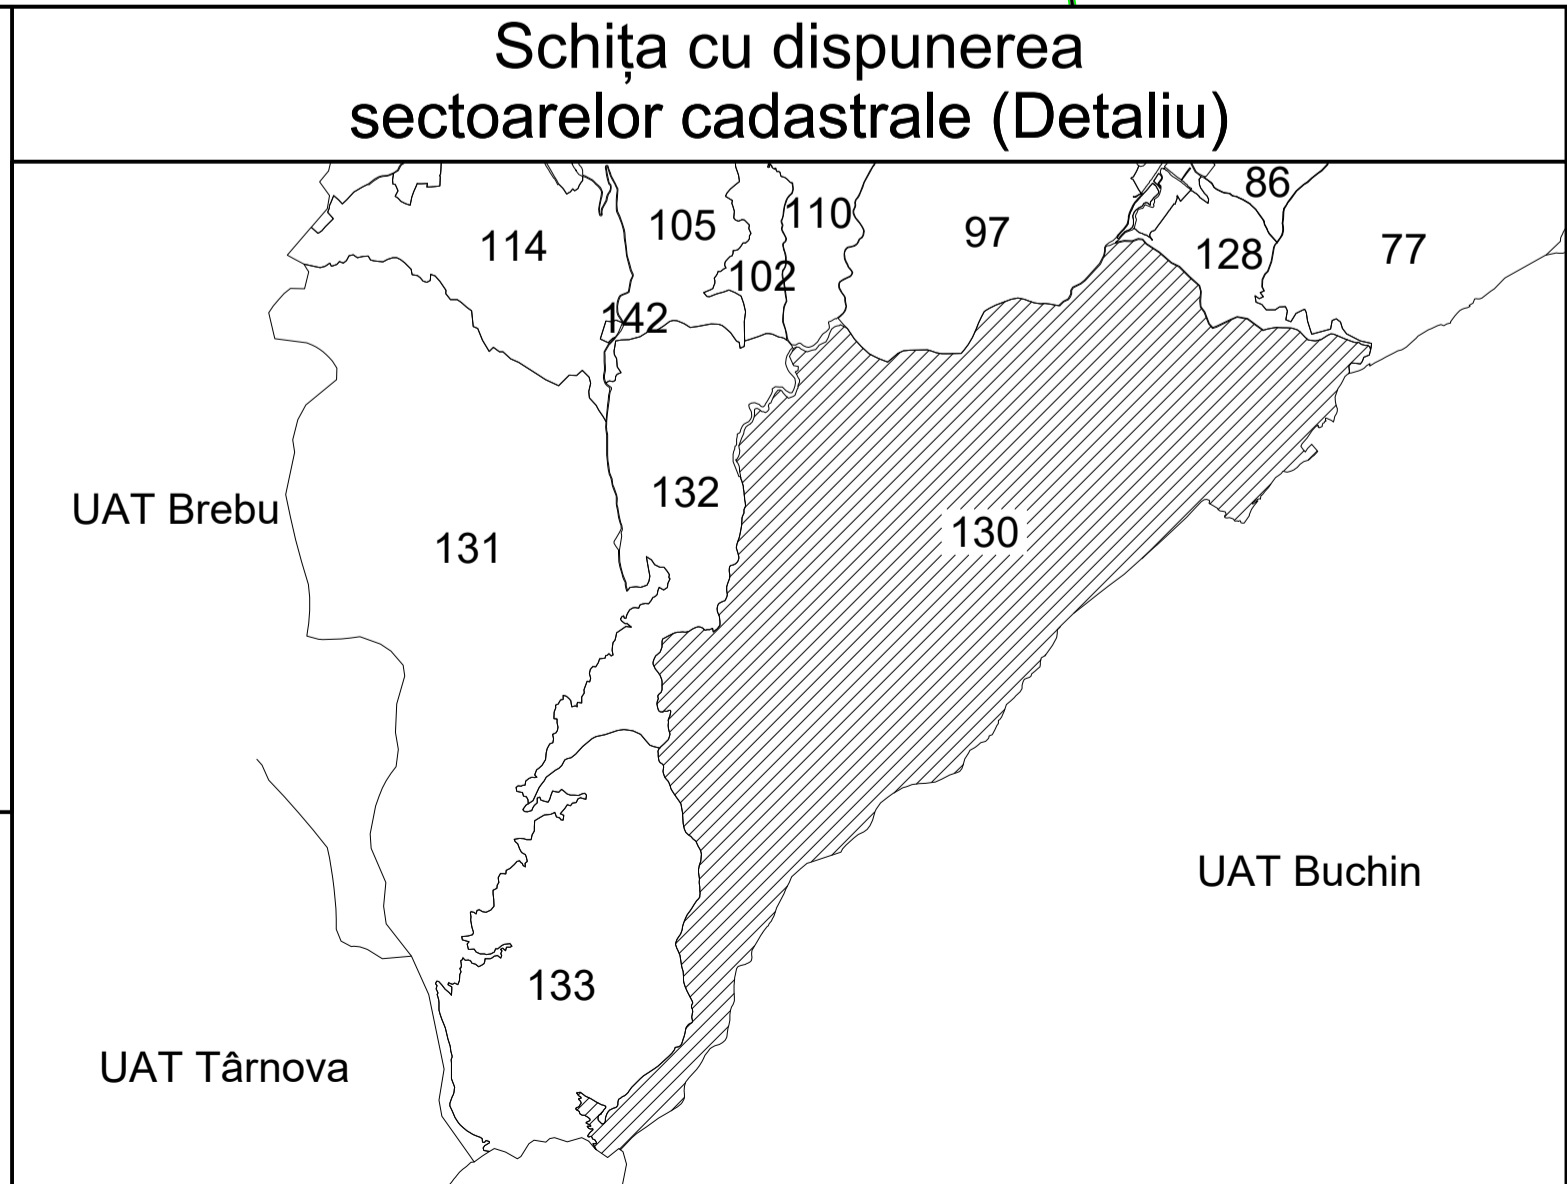 Schița cu dispunerea
sectoarelor cadastrale (Detaliu)
86
110
105
97
114
128
77
102
142
132
UAT Brebu
130
131
UAT Buchin
133
UAT Târnova